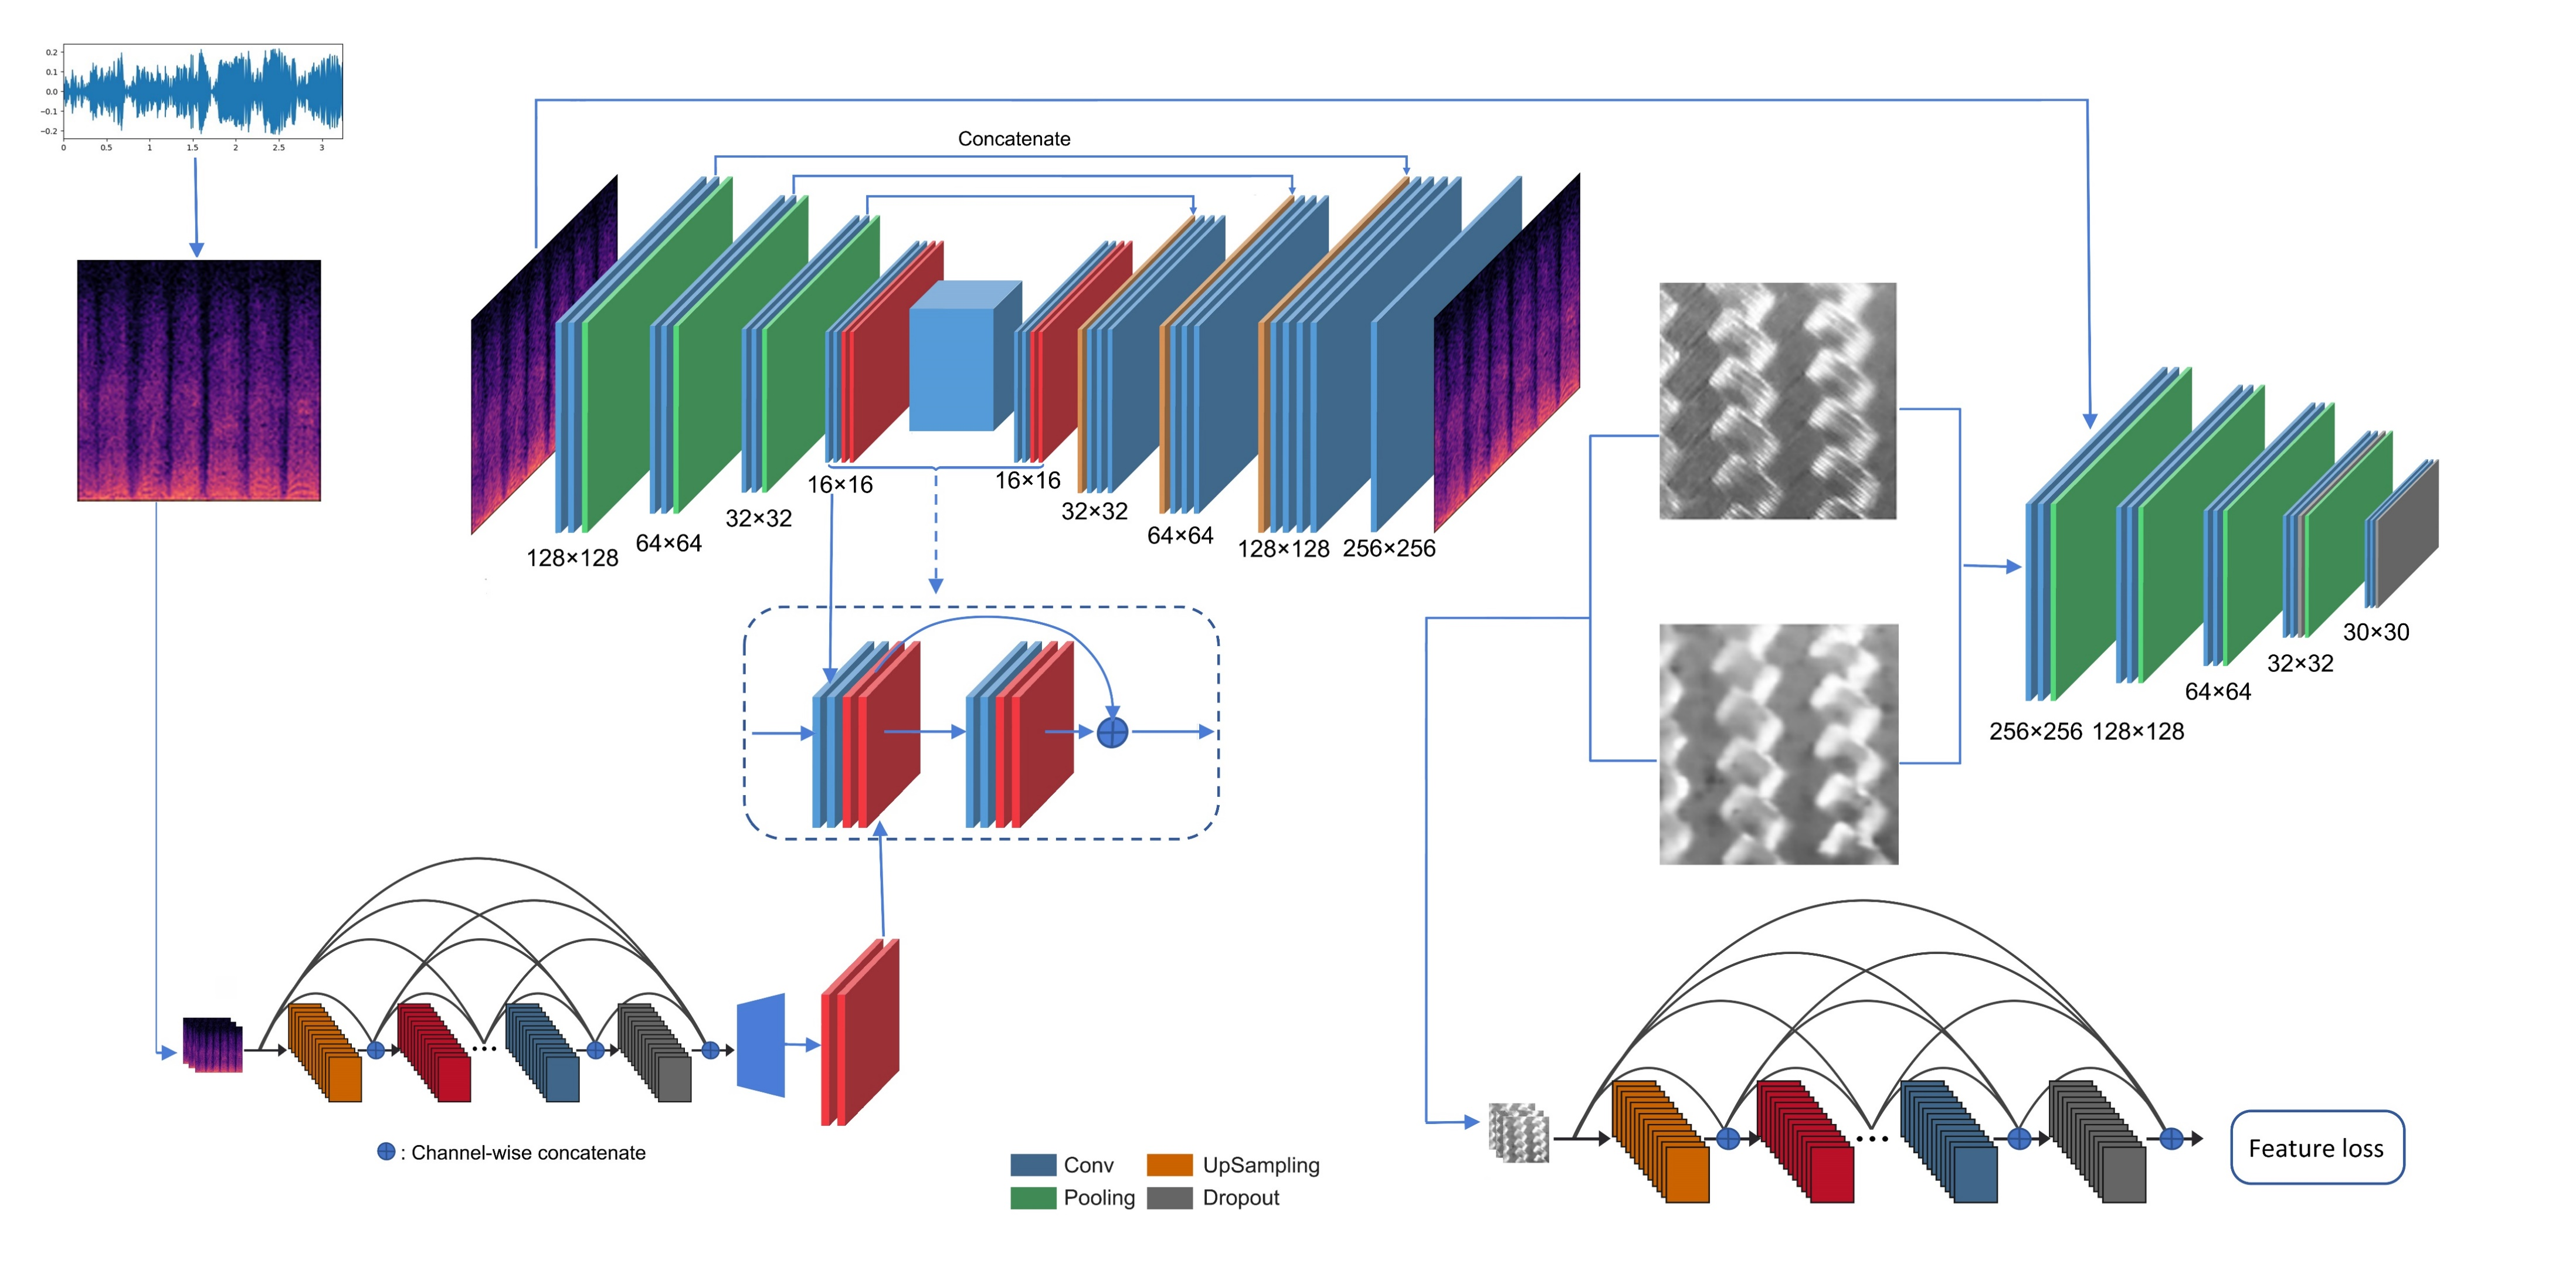 0.2
0.1
0.0
−0.1
−0.2
0 0.5 1 1.5 2 2.5 3
Concatenate
16×16
16×16
32×32
32×32
64×64
64×64
128×128
128×128
256×256
30×30
32×32
64×64
256×256 128×128
: Channel-wise concatenate
Conv
UpSampling
Pooling
Dropout
Feature loss